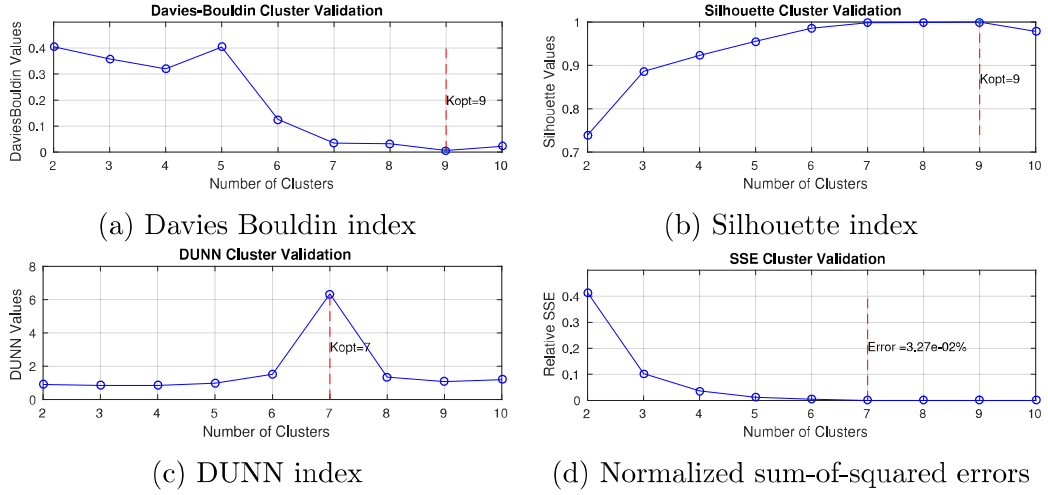 Davies-Bouldin Cluster Validation
DaviesBouldin Values
0.4
0.3
0.2
0.1
0
Kopt=9
2 3 4 5 6 7 8 9 10
Number of Clusters
(a) Davies Bouldin index
Silhouette Cluster Validation
Silhouette Values
1
0.9
0.8
0.7
Kopt=9
2 3 4 5 6 7 8 9 10
Number of Clusters
(b) Silhouette index
DUNN Cluster Validation
DUNN Values
8
6
4
2
0
Kopt=7
2 3 4 5 6 7 8 9 10
Number of Clusters
(c) DUNN index
SSE Cluster Validation
Relative SSE
0.4
0.3
0.2
0.1
0
Error =3.27e-02%
2 3 4 5 6 7 8 9 10
Number of Clusters
(d) Normalized sum-of-squared errors